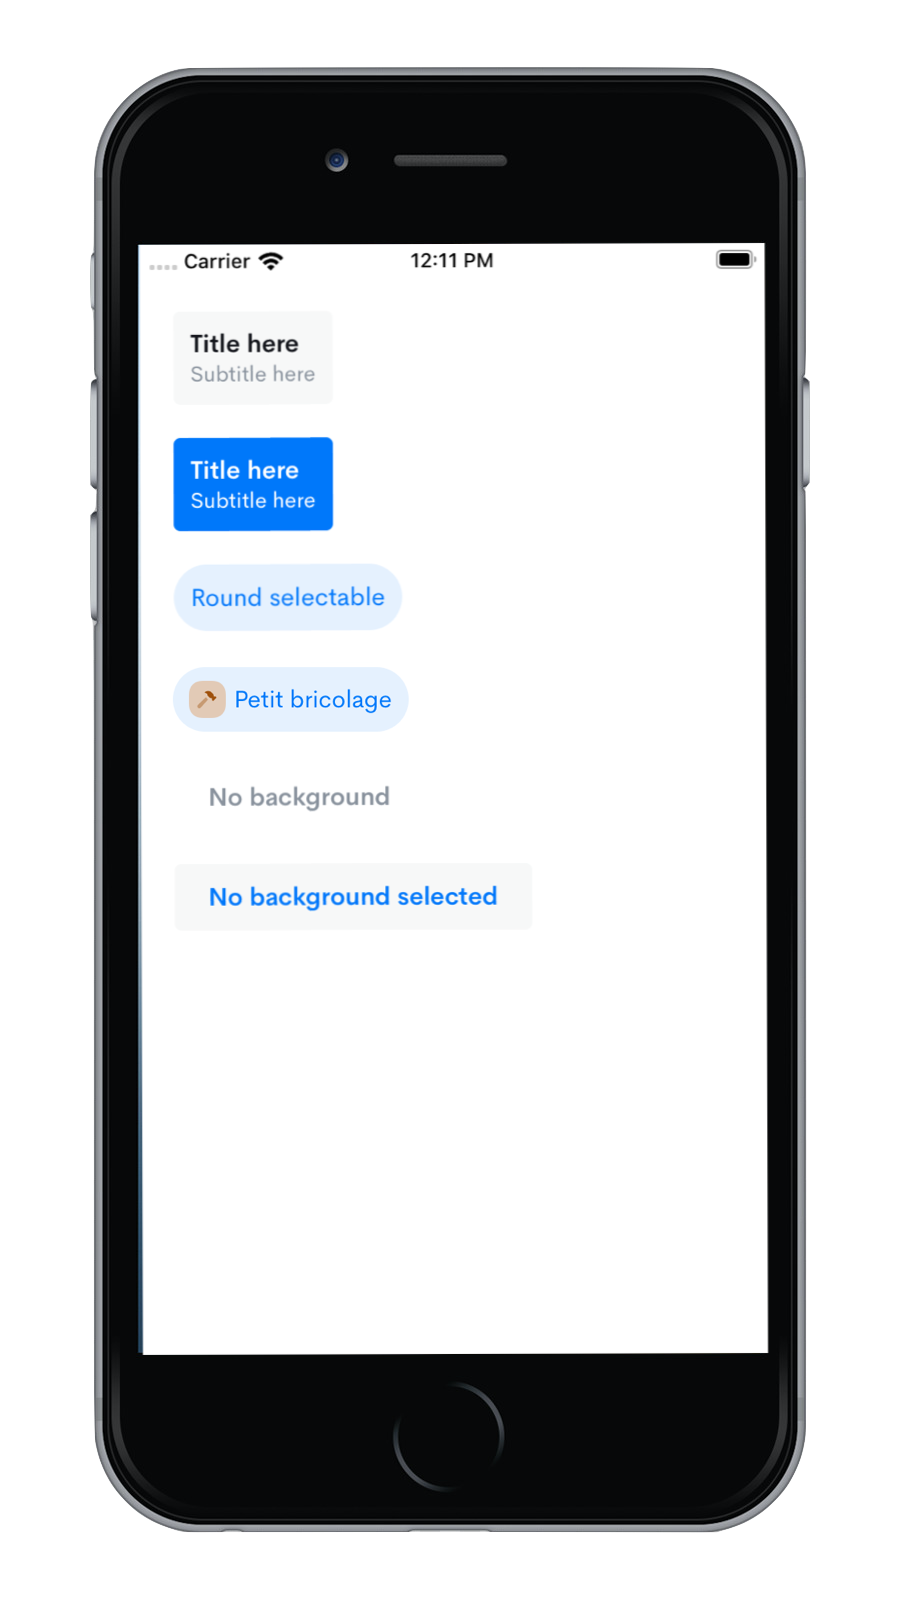 Carrier 12:11 PM
Title here
Subtitle here
Title here
Subtitle here
Round selectable
Petit bricolage
No background
No background selected